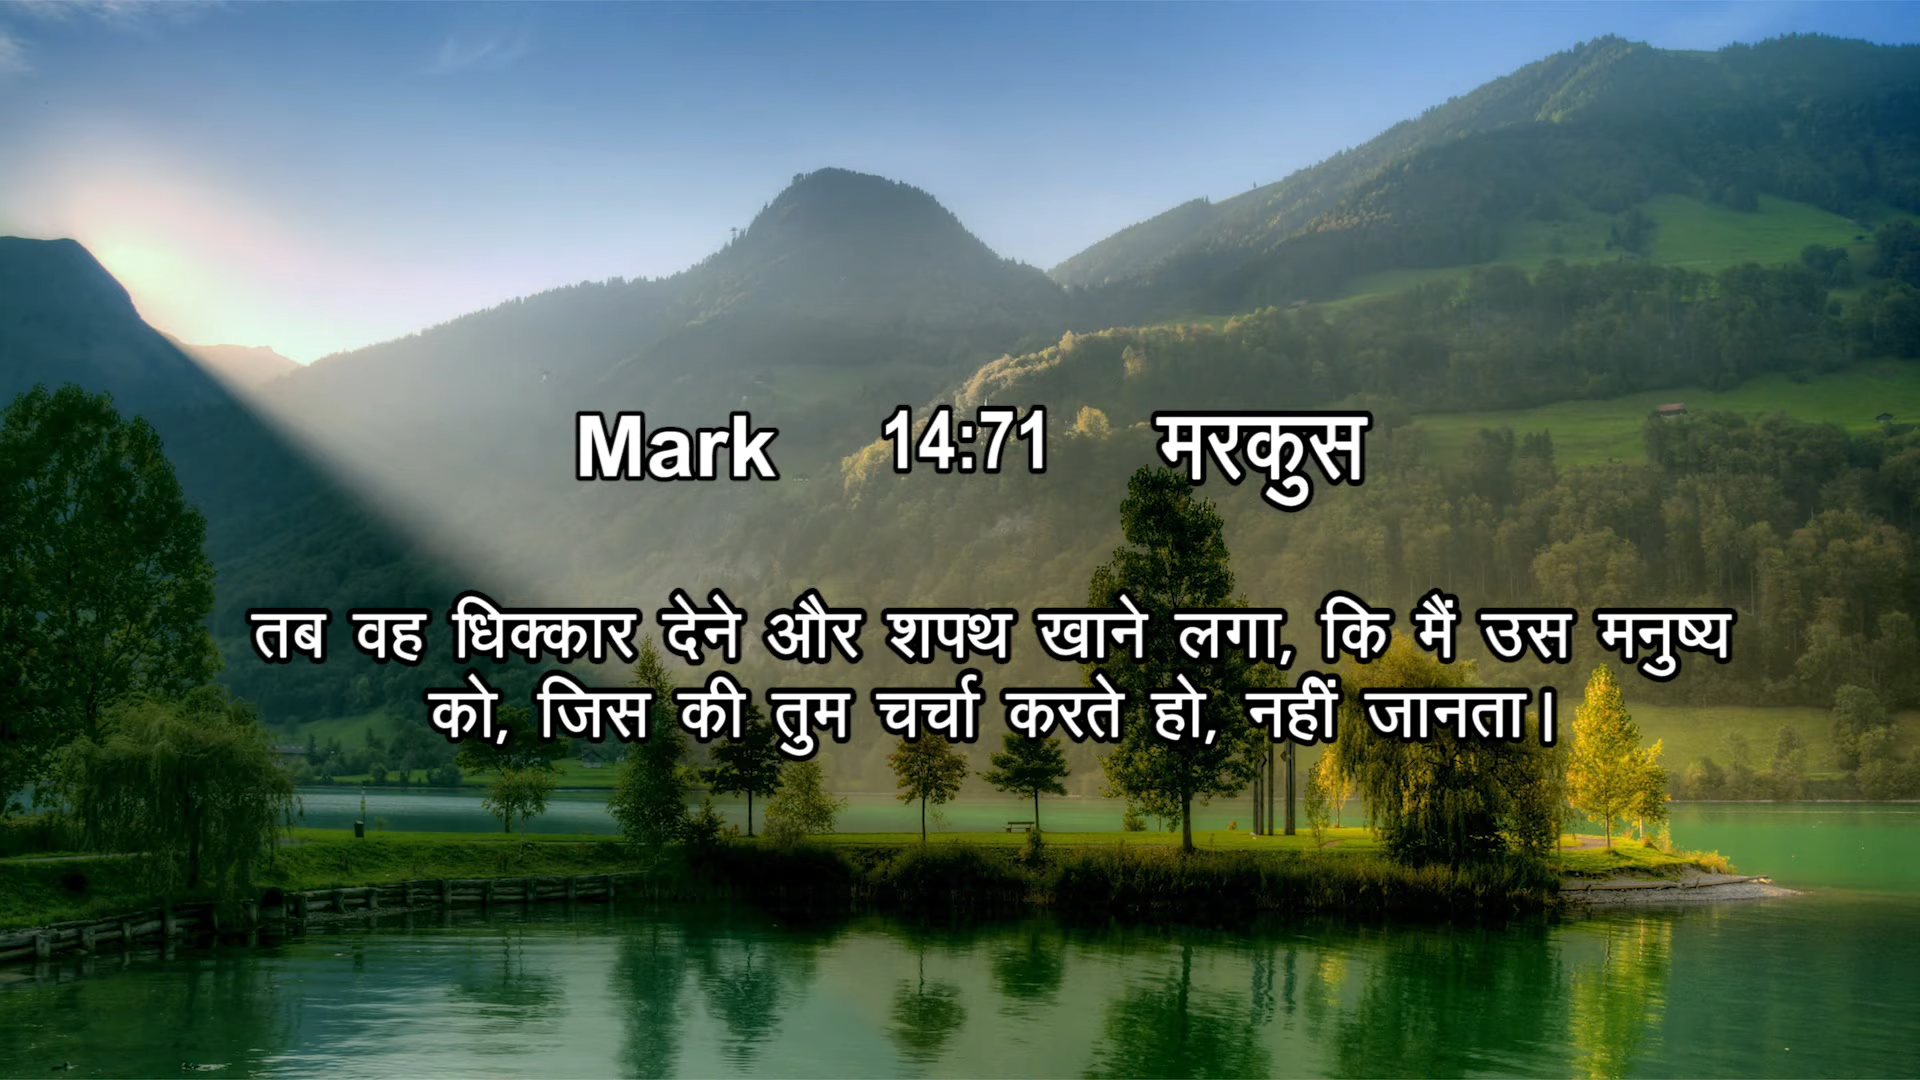 Mark 14:71 मरकुस
तब वह धिक्कार देने और शपथ खाने लगा, कि मैं उस मनुष्य
को, जिस की तुम चर्चा करते हो, नहीं जानता।